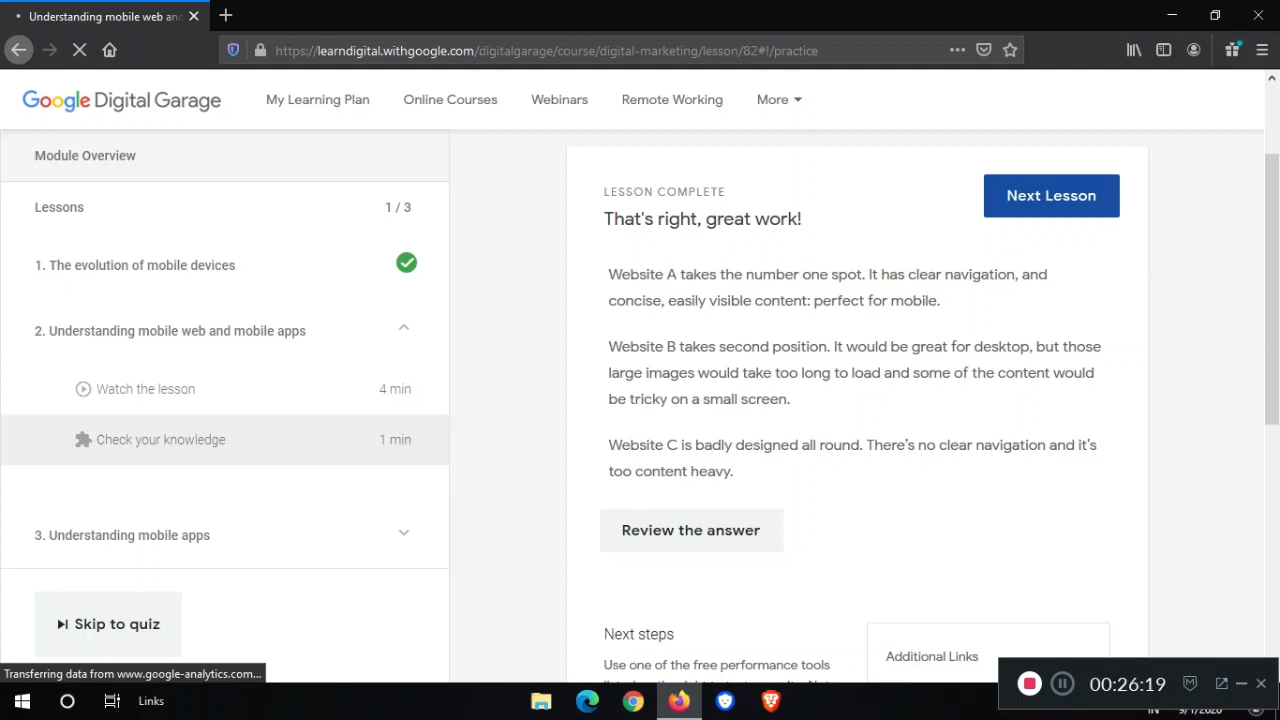 Understanding mobile web and
https://learndigital.withgoogle.com/digitalgarage/course/digital-marketing/lesson/82#!/practice
Google Digital Garage
My Learning Plan
Online Courses
Webinars
Remote Working
More
Module Overview
Lessons
1 / 3
1. The evolution of mobile devices
2. Understanding mobile web and mobile apps
Watch the lesson
4 min
Check your knowledge
1 min
3. Understanding mobile apps
Skip to quiz
LESSON COMPLETE
That's right, great work!
Next Lesson
Website A takes the number one spot. It has clear navigation, and
concise, easily visible content: perfect for mobile.
Website B takes second position. It would be great for desktop, but those
large images would take too long to load and some of the content would
be tricky on a small screen.
Website C is badly designed all round. There's no clear navigation and it's
too content heavy.
Review the answer
Next steps
Use one of the free performance tools
Additional Links
Transferring data from www.google-analytics.com...
Links
00:26:19